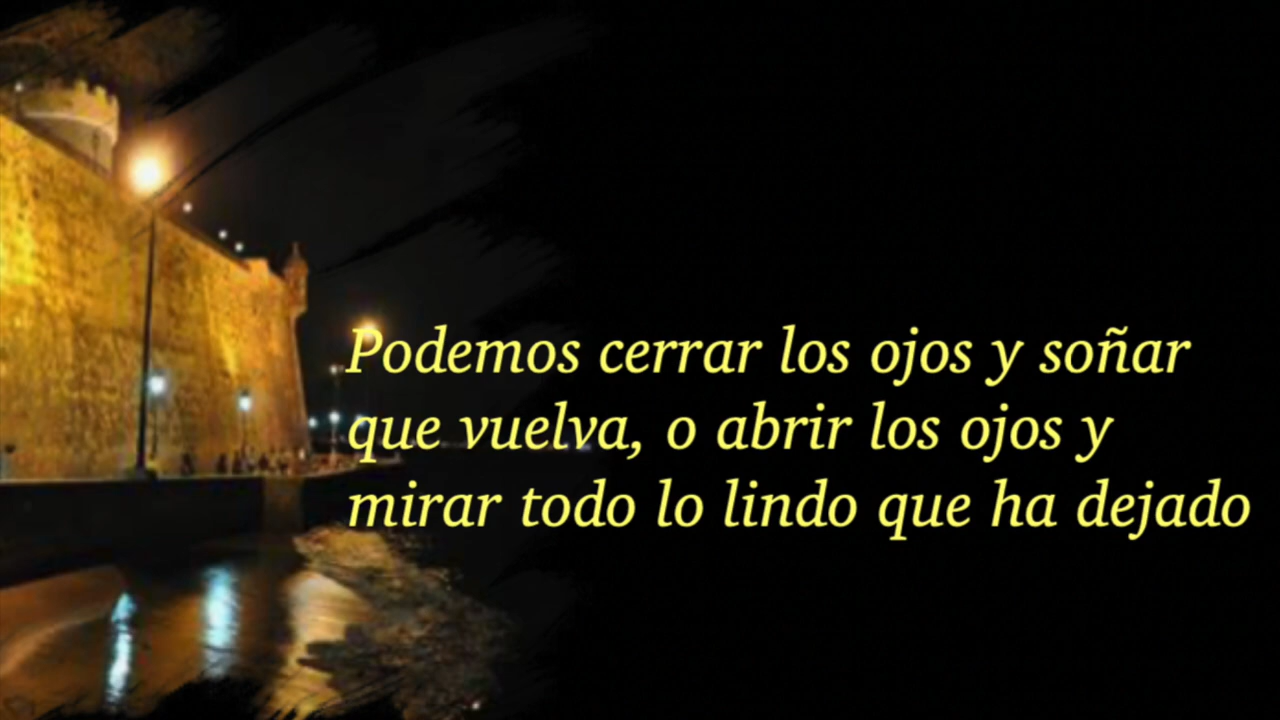 Podemos cerrar los ojos y soñar
que vuelva, o abrir los ojos y
mirar todo lo lindo que ha dejado